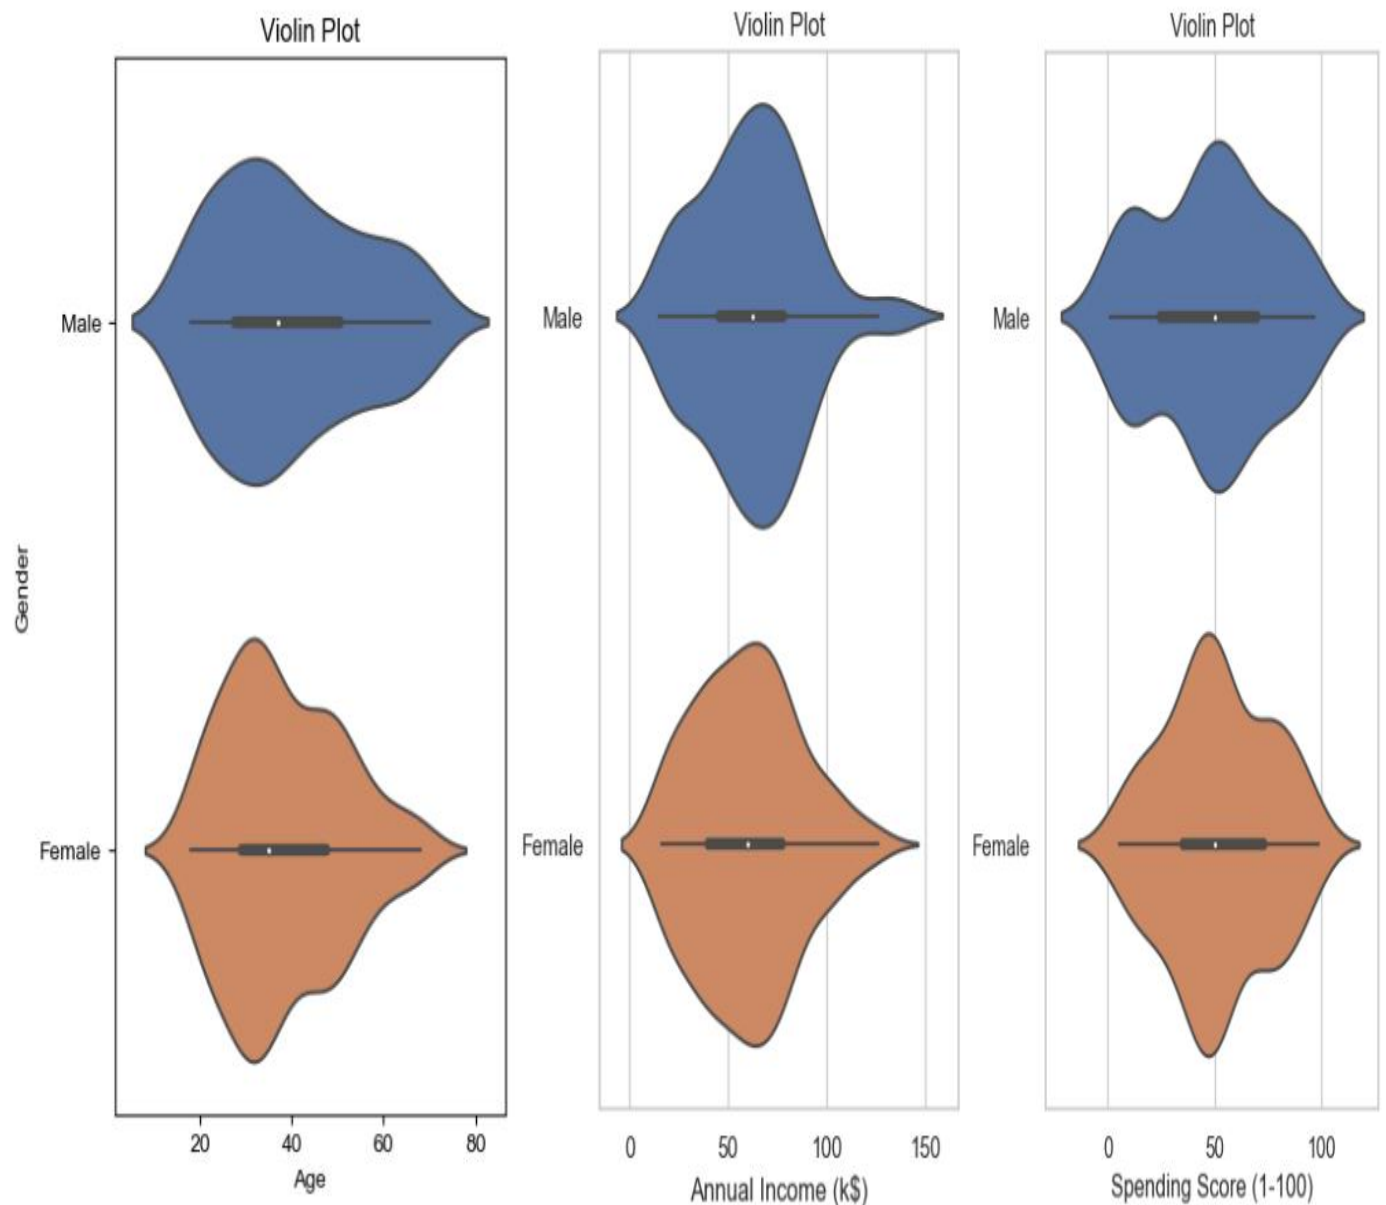 Violin Plot
Male
Female
Gender
20 40 60 80
Age
Violin Plot
Male
Female
0 50 100 150
Annual Income (k$)
Violin Plot
Male
Female
0 50 100
Spending Score (1-100)